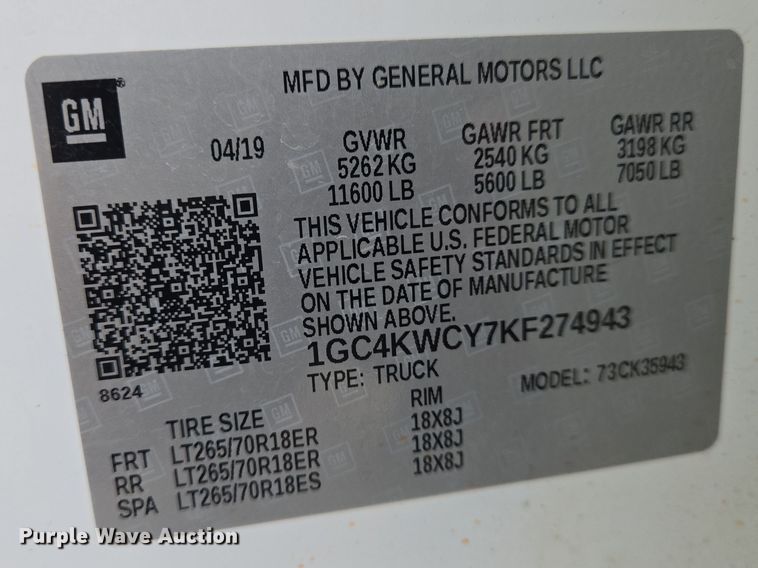 MFD BY GENERAL MOTORS LLC
GM®
04/19 GVWR GAWR FRT GAWR RR
5262 KG 2540 KG 3198 KG
11600 LB 5600 LB 7050 LB
THIS VEHICLE CONFORMS TO ALL
APPLICABLE U.S. FEDERAL MOTOR
VEHICLE SAFETY STANDARDS IN EFFECT
ON THE DATE OF MANUFACTURE
SHOWN ABOVE.
1GC4KWCY7KF274943
8624
TYPE: TRUCK MODEL: 73CK35943
TIRE SIZE RIM
FRT LT265/70R18ER 18X8J
RR LT265/70R18ER 18X8J
SPA LT265/70R18ES 18X8J
Purple Wave Auction